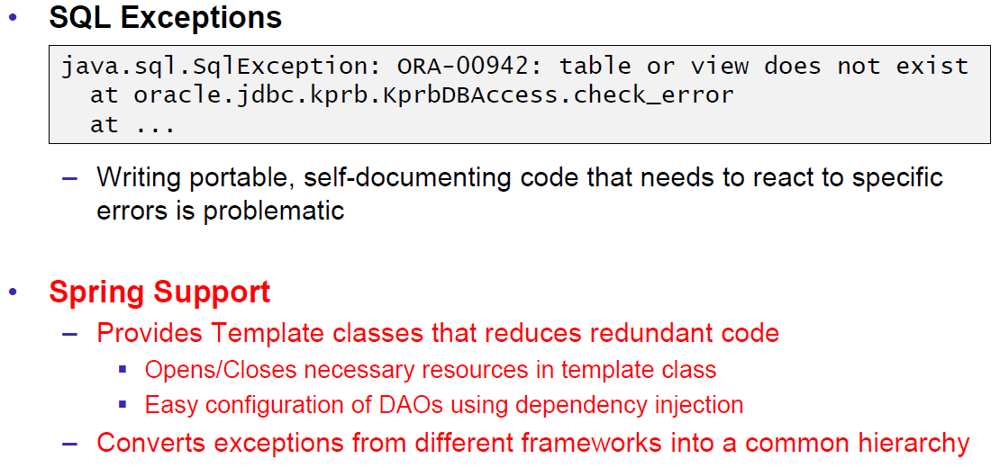 • SQL Exceptions
java.sql.SqlException: ORA-00942: table or view does not exist
at oracle.jdbc.kprb.KprbDBAccess.check_error
at ...
– Writing portable, self-documenting code that needs to react to specific
errors is problematic
• Spring Support
– Provides Template classes that reduces redundant code
▪ Opens/Closes necessary resources in template class
▪ Easy configuration of DAOs using dependency injection
– Converts exceptions from different frameworks into a common hierarchy